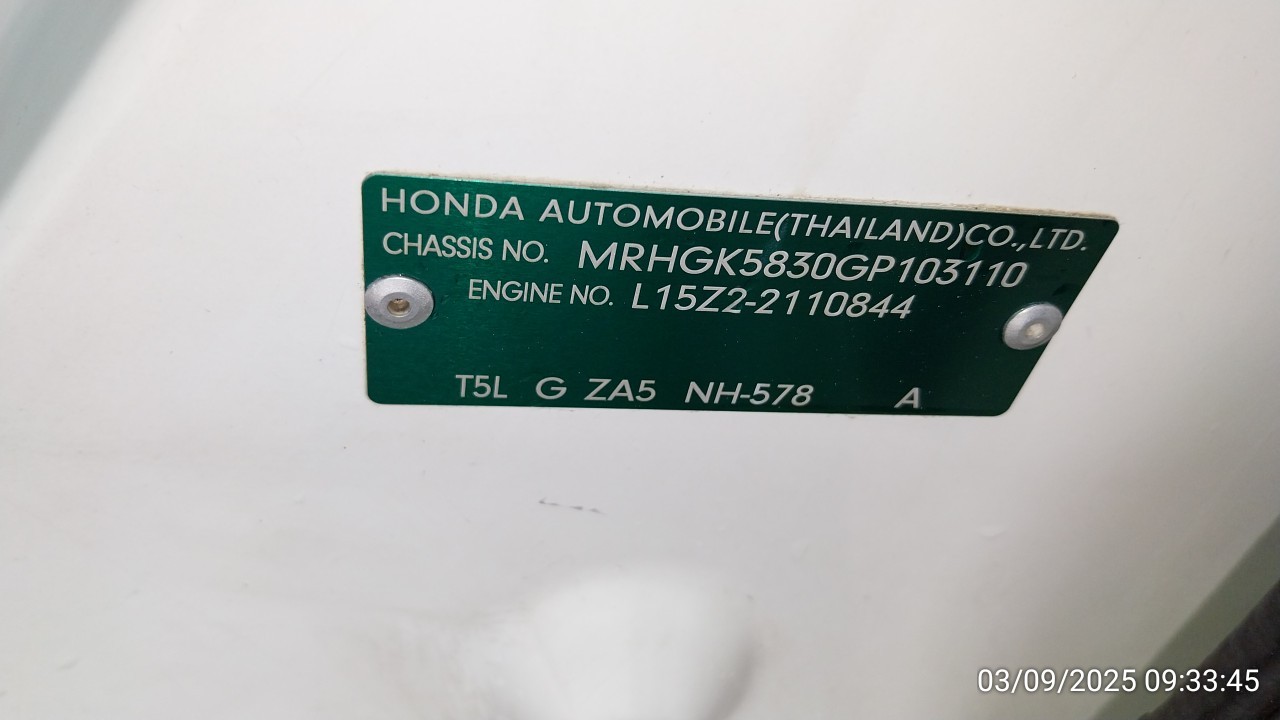 HONDA AUTOMOBILE(THAILAND)CO.,LTD.
CHASSIS NO. MRHGK5830GP103110
ENGINE NO. L15Z2-2110844
T5L G ZA5 NH-578 A
03/09/2025 09:33:45